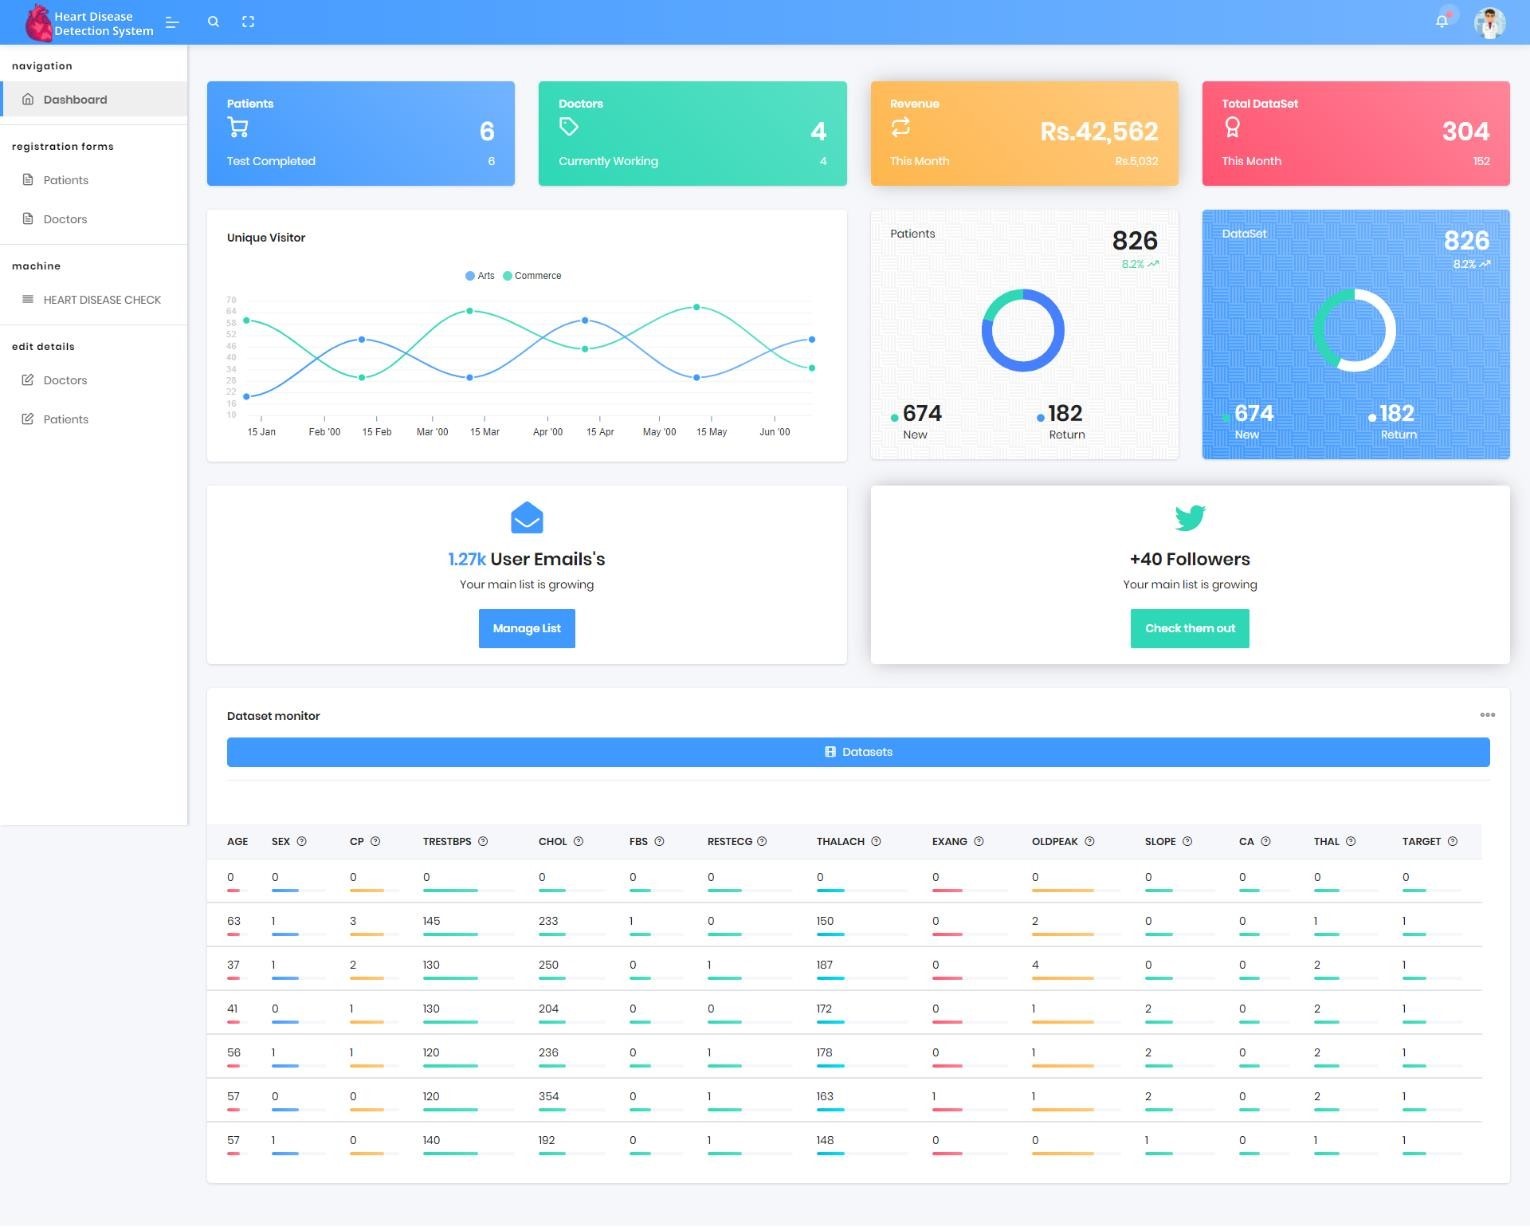 Heart Disease
Detection System
navigation
Dashboard
registration forms
Patients
Doctors
machine
HEART DISEASE CHECK
edit details
Doctors
Patients
Patients
6
Test Completed 6
Doctors
4
Currently Working 4
Revenue
Rs.42,562
This Month Rs.5,032
Total DataSet
304
This Month 152
Unique Visitor
Arts Commerce
70
64
58
52
46
40
34
28
22
16
10
15 Jan Feb '00 15 Feb Mar '00 15 Mar Apr '00 15 Apr May '00 15 May Jun '00
Patients 826
8.2%
674 182
New Return
DataSet 826
8.2%
674 182
New Return
1.27k User Emails's
Your main list is growing
Manage List
+40 Followers
Your main list is growing
Check them out
Dataset monitor
Datasets
AGE SEX CP TRESTBPS CHOL FBS RESTECG THALACH EXANG OLDPEAK SLOPE CA THAL TARGET
0 0 0 0 0 0 0 0 0 0 0 0 0 0
63 1 3 145 233 1 0 150 0 2 0 0 1 1
37 1 2 130 250 0 1 187 0 4 0 0 2 1
41 0 1 130 204 0 0 172 0 1 2 0 2 1
56 1 1 120 236 0 1 178 0 1 2 0 2 1
57 0 0 120 354 0 1 163 1 1 2 0 2 1
57 1 0 140 192 0 1 148 0 0 1 0 1 1